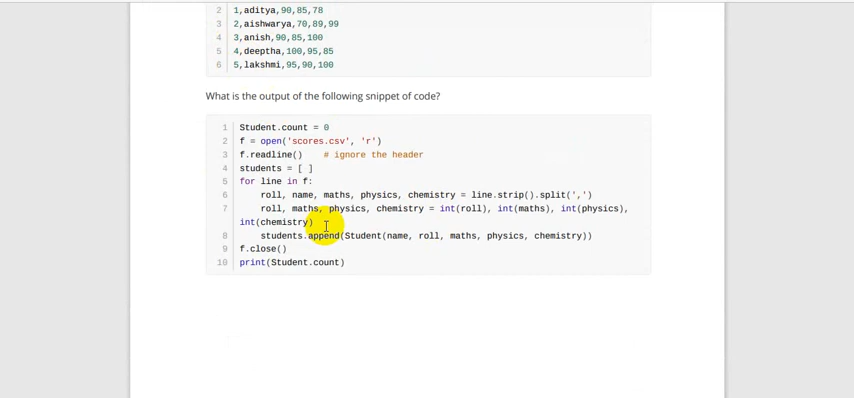 2 1,aditya,90,85,78
3 2,aishwarya,70,89,99
4 3,anish,90,85,100
5 4,deeptha,100,95,85
6 5,lakshmi,95,90,100
What is the output of the following snippet of code?
1 Student.count = 0
2 f = open('scores.csv', 'r')
3 f.readline()    # ignore the header
4 students = [ ]
5 for line in f:
6     roll, name, maths, physics, chemistry = line.strip().split(',')
7     roll, maths, physics, chemistry = int(roll), int(maths), int(physics),
int(chemistry)
8     students.append(Student(name, roll, maths, physics, chemistry))
9 f.close()
10 print(Student.count)